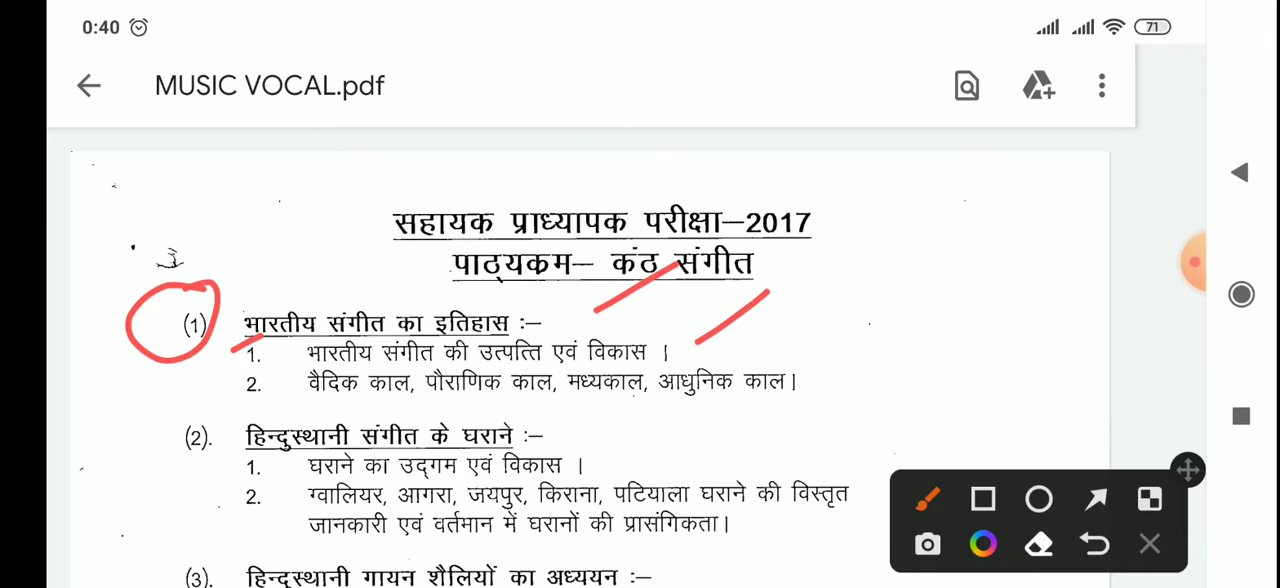 0:40
71
MUSIC VOCAL.pdf
सहायक प्राध्यापक परीक्षा–2017
पाठ्यकम– कंठ संगीत
(1) भारतीय संगीत का इतिहास :–
1. भारतीय संगीत की उत्पत्ति एवं विकास ।
2. वैदिक काल, पौराणिक काल, मध्यकाल, आधुनिक काल।
(2). हिन्दुस्थानी संगीत के घराने :–
1. घराने का उद्गम एवं विकास ।
2. ग्वालियर, आगरा, जयपुर, किराना, पटियाला घराने की विस्तृत
जानकारी एवं वर्तमान में घरानों की प्रासंगिकता।
(3). हिन्दुस्थानी गायन शैलियों का अध्ययन :–